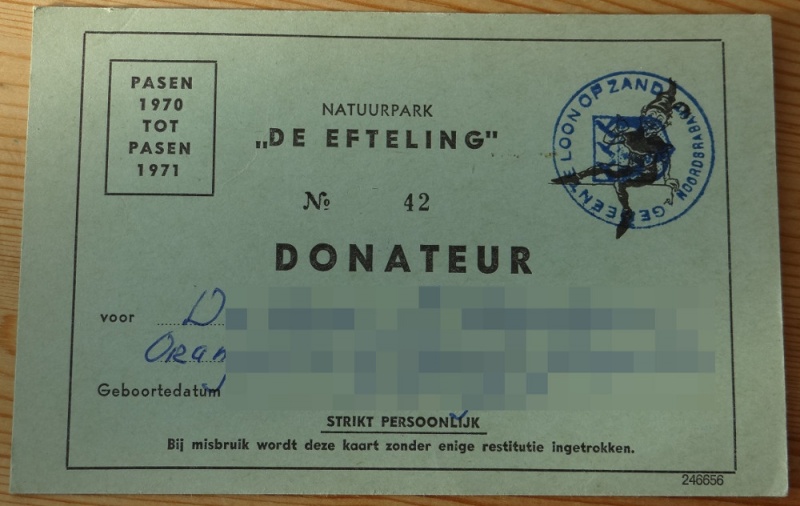 PASEN
1970
TOT
PASEN
1971
NATUURPARK
„DE EFTELING"
№ 42
GEMEENTE LOON OP ZAND
NOORDBRABANT
DONATEUR
voor D
Oran
Geboortedatum
STRIKT PERSOONLIJK
Bij misbruik wordt deze kaart zonder enige restitutie ingetrokken.
246656